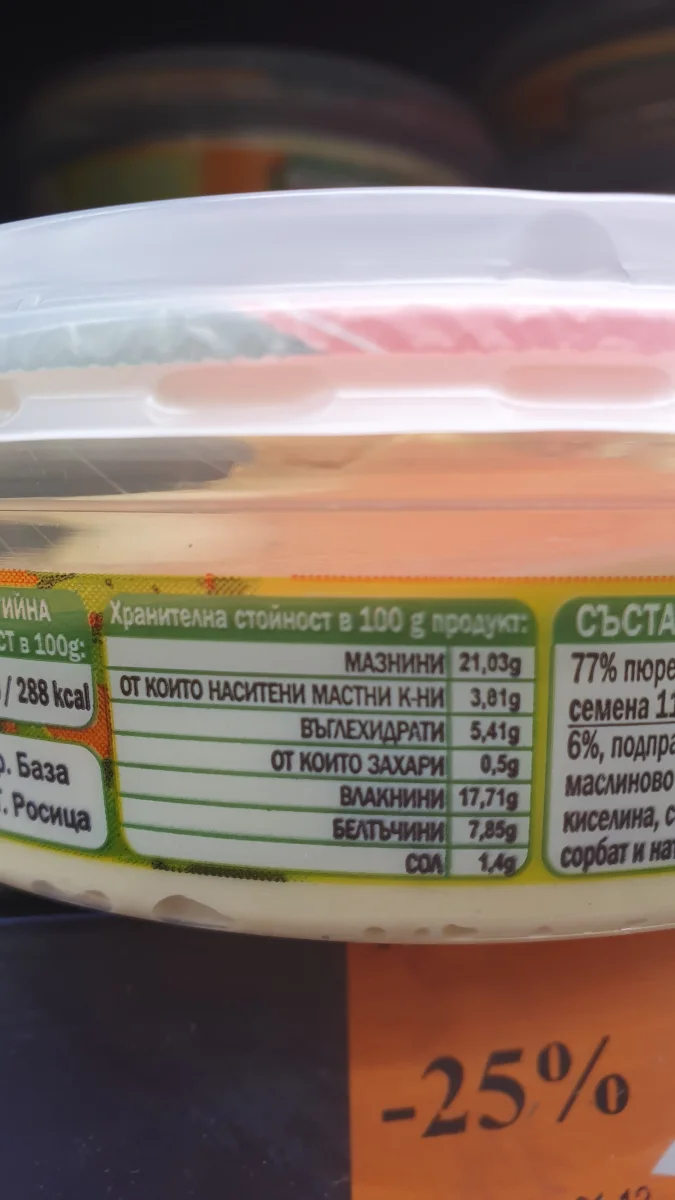 ИЙНА
СТ в 100g:
/ 288 kcal
р. База
Росица
Хранителна стойност в 100 g продукт:
МАЗНИНИ 21,03g
ОТ КОИТО НАСИТЕНИ МАСТНИ К-НИ 3,81g
ВЪГЛЕХИДРАТИ 5,41g
ОТ КОИТО ЗАХАРИ 0,5g
ВЛАКНИНИ 17,71g
БЕЛТЪЧИНИ 7,85g
СОЛ 1,4g
СЪСТА
77% пюре
семена 11
6%, подпра
маслиново
киселина, с
сорбат и нат
-25%